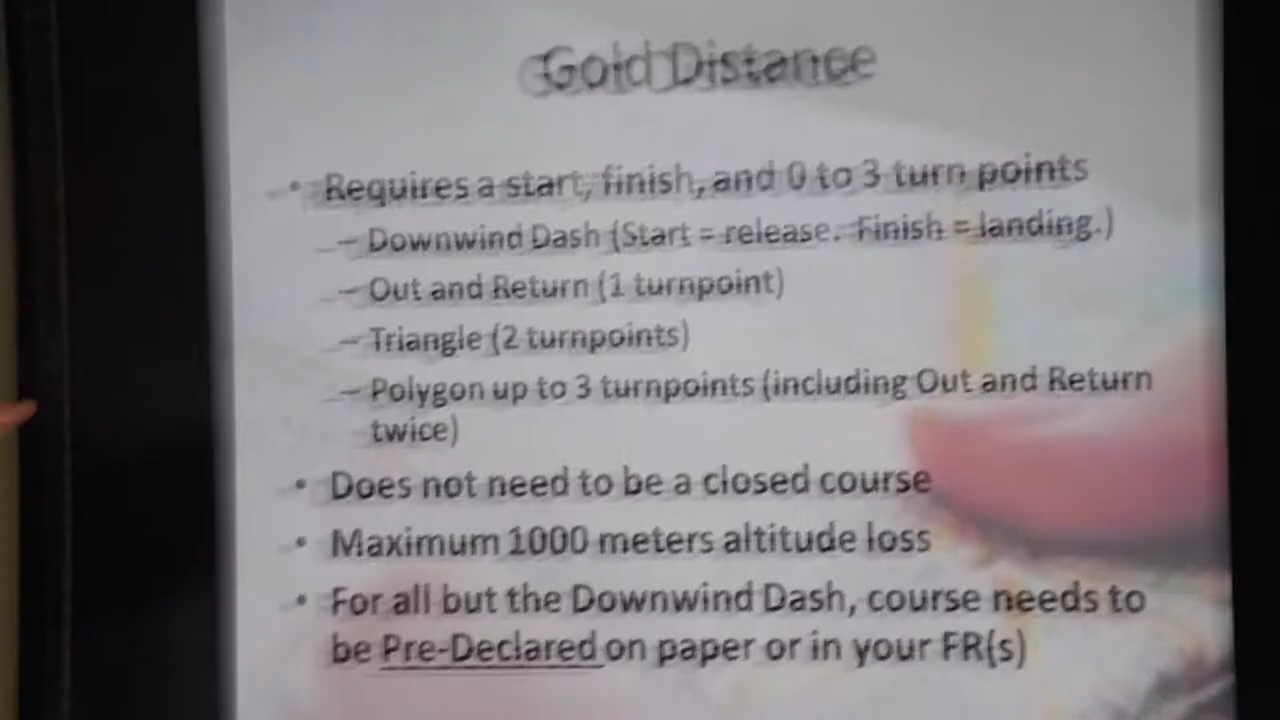 Gold Distance
• Requires a start, finish, and 0 to 3 turn points
– Downwind Dash (Start = release. Finish = landing.)
– Out and Return (1 turnpoint)
– Triangle (2 turnpoints)
– Polygon up to 3 turnpoints (including Out and Return
twice)
• Does not need to be a closed course
• Maximum 1000 meters altitude loss
• For all but the Downwind Dash, course needs to
be Pre-Declared on paper or in your FR(s)